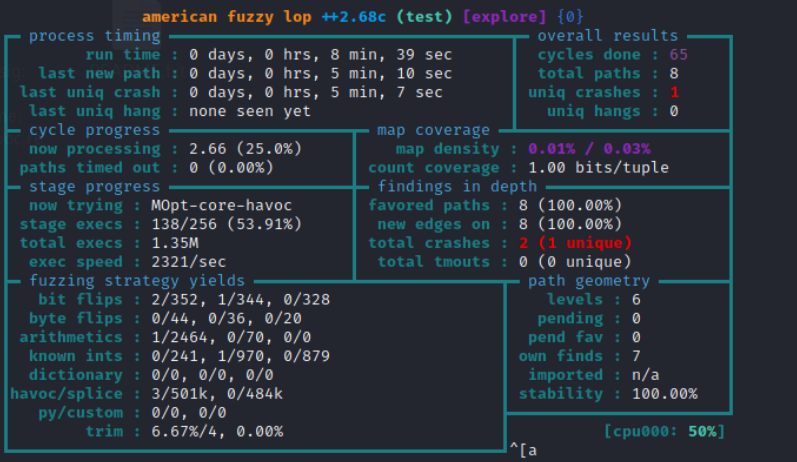 american fuzzy lop ++2.68c (test) [explore] {0}
process timing overall results
run time : 0 days, 0 hrs, 8 min, 39 sec cycles done : 65
last new path : 0 days, 0 hrs, 5 min, 10 sec total paths : 8
last uniq crash : 0 days, 0 hrs, 5 min, 7 sec uniq crashes : 1
last uniq hang : none seen yet uniq hangs : 0
cycle progress map coverage
now processing : 2.66 (25.0%) map density : 0.01% / 0.03%
paths timed out : 0 (0.00%) count coverage : 1.00 bits/tuple
stage progress findings in depth
now trying : MOpt-core-havoc favored paths : 8 (100.00%)
stage execs : 138/256 (53.91%) new edges on : 8 (100.00%)
total execs : 1.35M total crashes : 2 (1 unique)
exec speed : 2321/sec total tmouts : 0 (0 unique)
fuzzing strategy yields path geometry
bit flips : 2/352, 1/344, 0/328 levels : 6
byte flips : 0/44, 0/36, 0/20 pending : 0
arithmetics : 1/2464, 0/70, 0/0 pend fav : 0
known ints : 0/241, 1/970, 0/879 own finds : 7
dictionary : 0/0, 0/0, 0/0 imported : n/a
havoc/splice : 3/501k, 0/484k stability : 100.00%
py/custom : 0/0, 0/0
trim : 6.67%/4, 0.00% [cpu000: 50%]
^[a